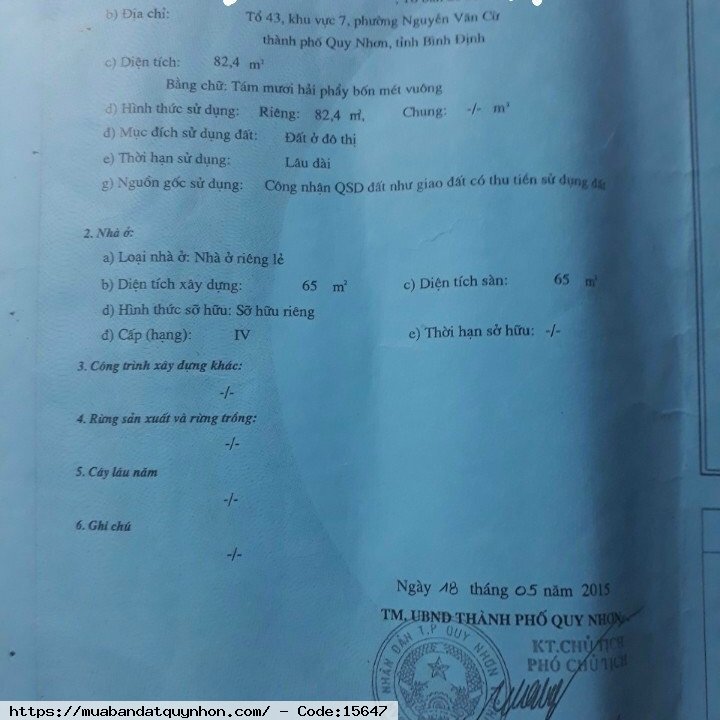 b) Địa chỉ: Tổ 43, khu vực 7, phường Nguyễn Văn Cừ
thành phố Quy Nhơn, tỉnh Bình Định
c) Diện tích: 82,4 m²
Bằng chữ: Tám mươi hải phẩy bốn mét vuông
d) Hình thức sử dụng: Riêng: 82,4 m², Chung: -/- m²
đ) Mục đích sử dụng đất: Đất ở đô thị
e) Thời hạn sử dụng: Lâu dài
g) Nguồn gốc sử dụng: Công nhận QSD đất như giao đất có thu tiền sử dụng đất
2. Nhà ở:
a) Loại nhà ở: Nhà ở riêng lẻ
b) Diện tích xây dựng: 65 m² c) Diện tích sàn: 65 m²
d) Hình thức sỡ hữu: Sỡ hữu riêng
đ) Cấp (hạng): IV e) Thời hạn sở hữu: -/-
3. Công trình xây dựng khác:
-/-
4. Rừng sản xuất và rừng trồng:
-/-
5. Cây lâu năm
-/-
6. Ghi chú
-/-
Ngày 18 tháng 05 năm 2015
TM. UBND THÀNH PHỐ QUY NHƠN
KT.CHỦ TỊCH
PHÓ CHỦ TỊCH
NHÂN DÂN T.P QUY NHƠN
https://muabandatquynhon.com/ - Code:15647